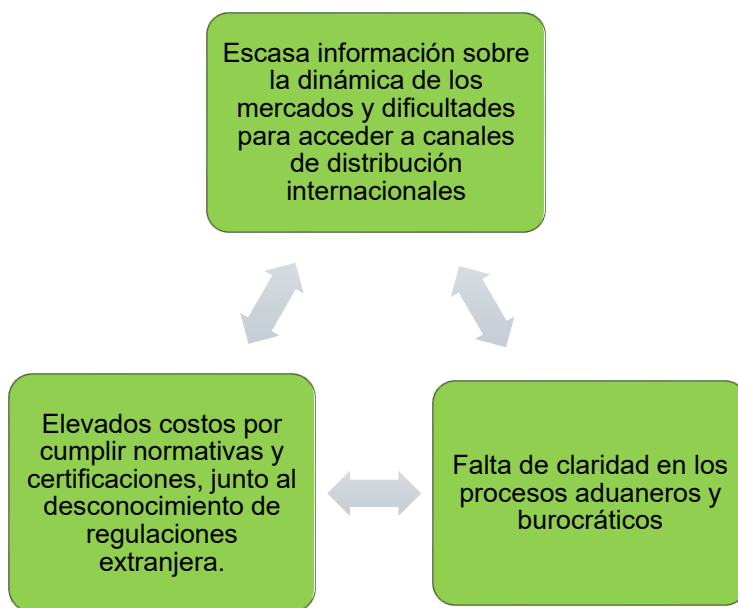 Escasa información sobre
la dinámica de los
mercados y dificultades
para acceder a canales
de distribución
internacionales
Elevados costos por
cumplir normativas y
certificaciones, junto al
desconocimiento de
regulaciones
extranjera.
Falta de claridad en los
procesos aduaneros y
burocráticos